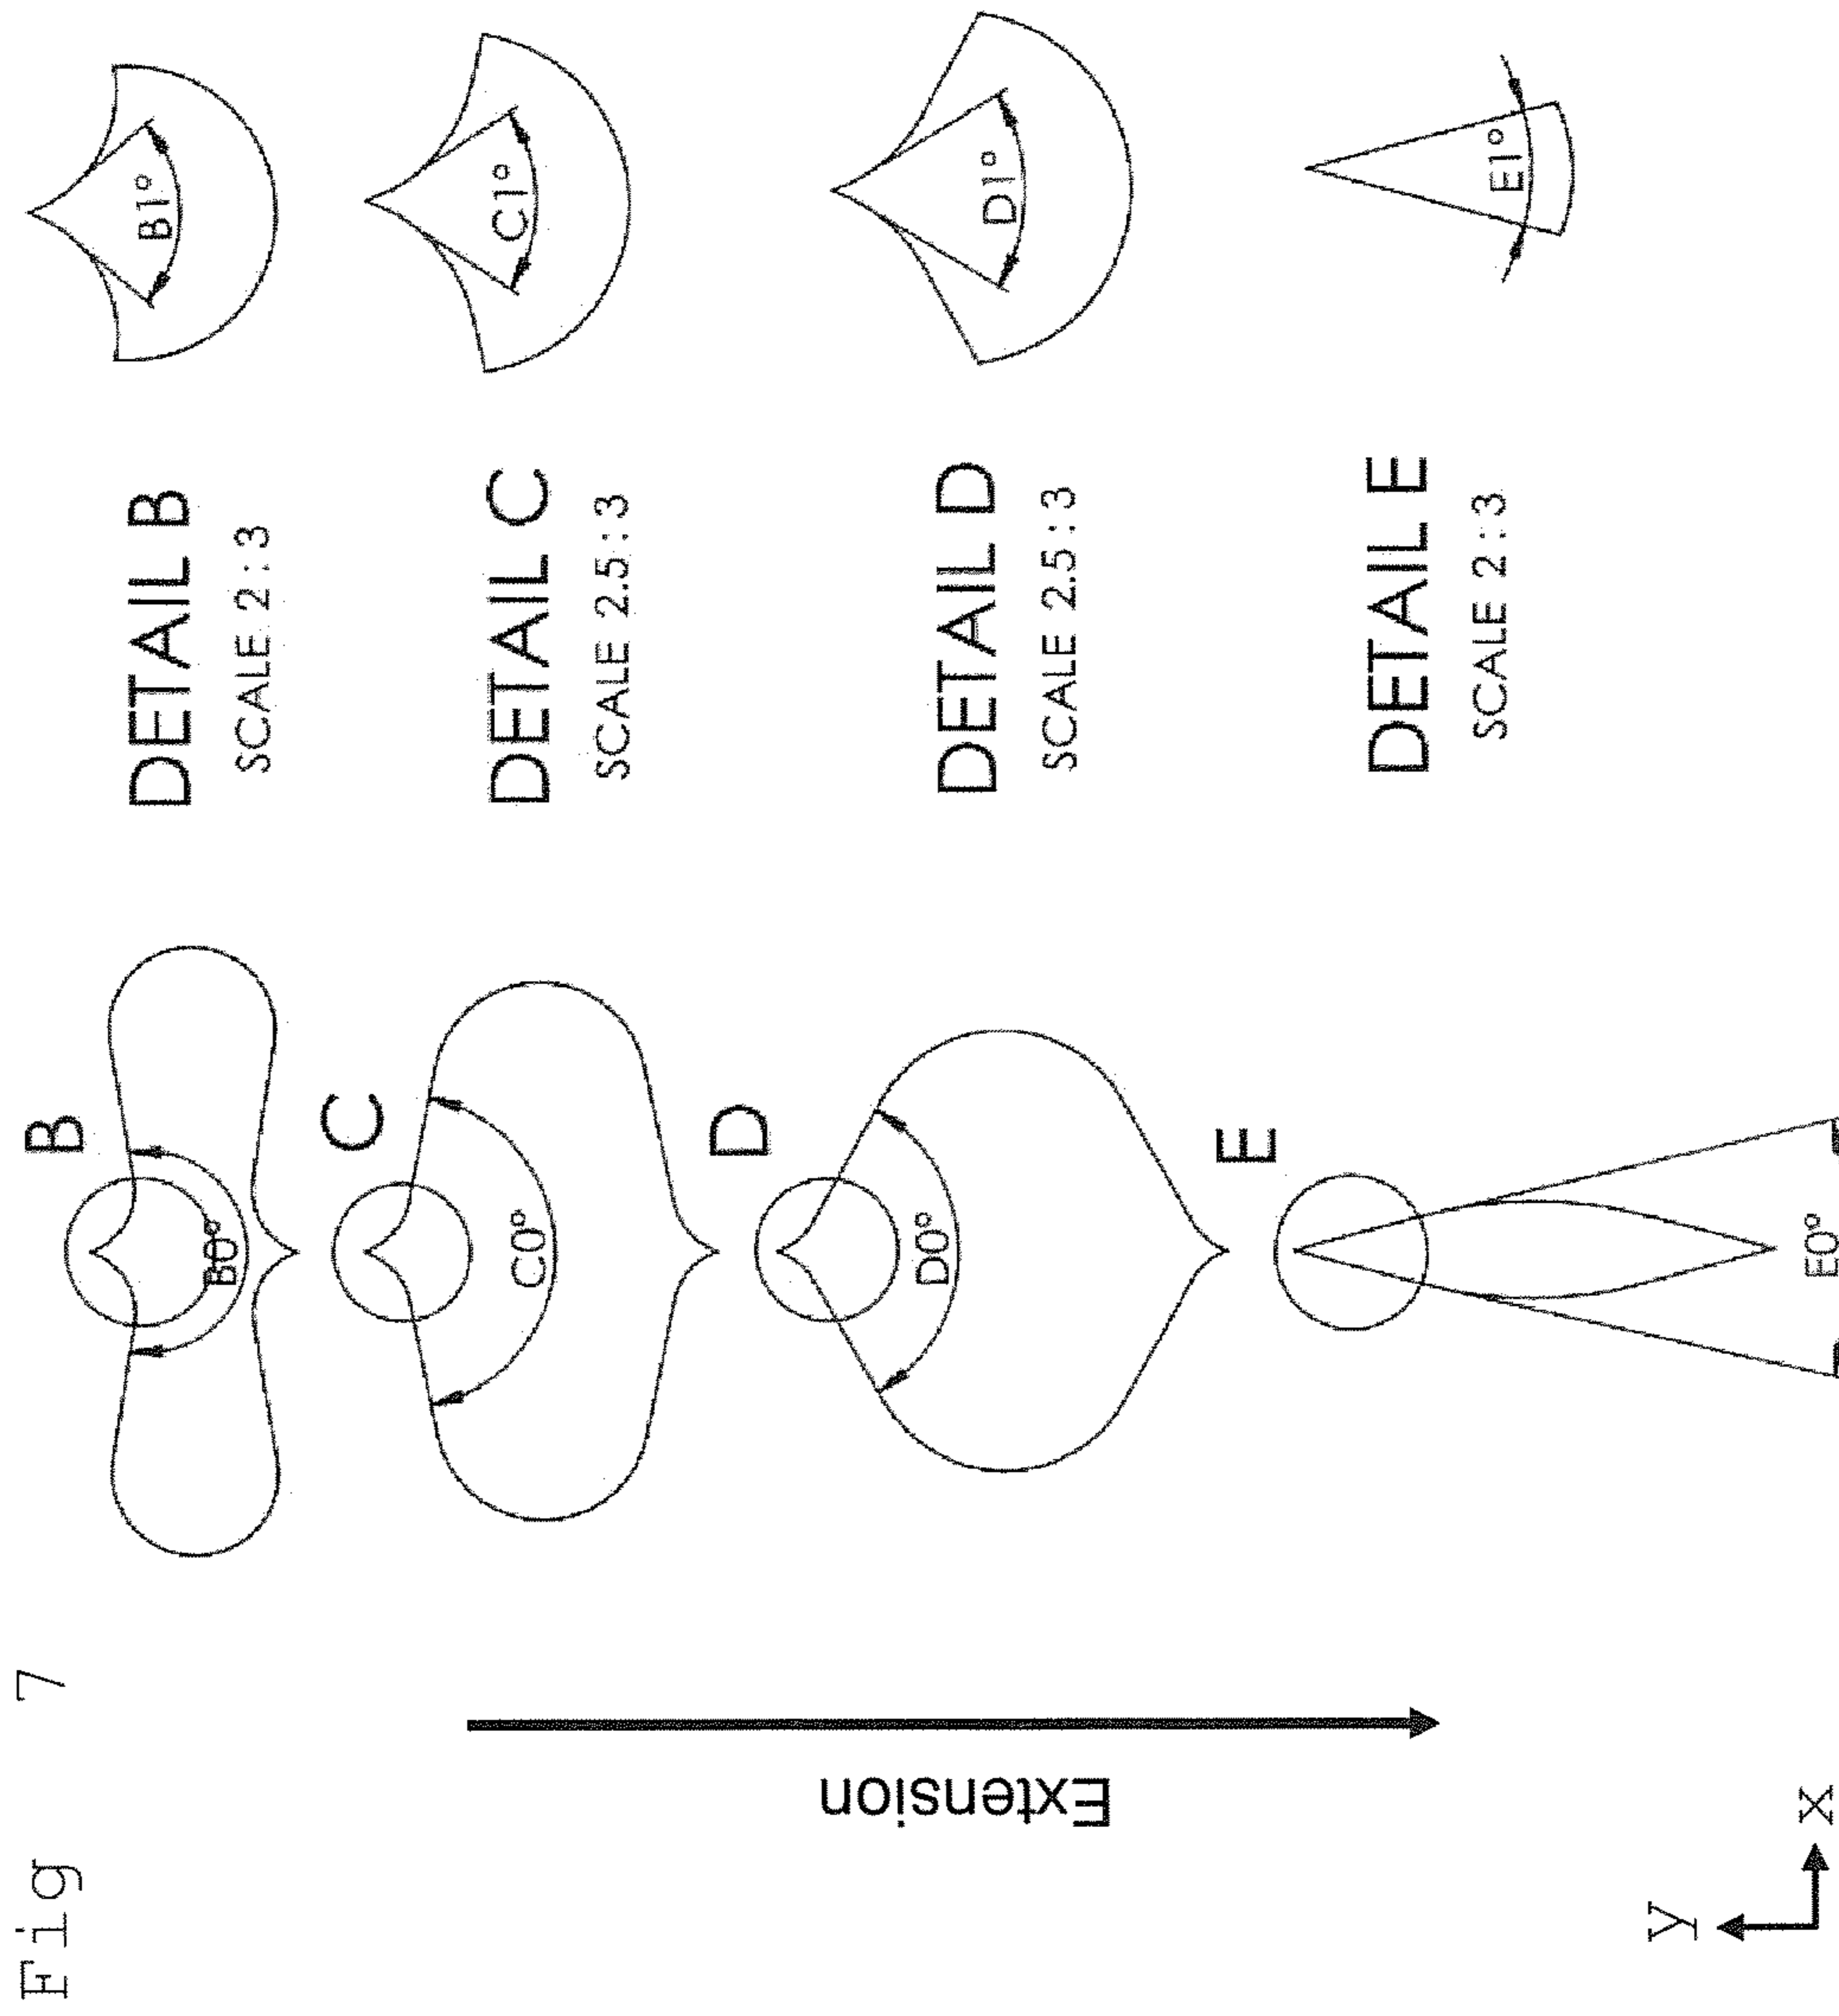 Fig 7
B
B0°
C
C0°
D
D0°
E
E0°
DETAIL B
SCALE 2 : 3
B1°
DETAIL C
SCALE 2.5 : 3
C1°
DETAIL D
SCALE 2.5 : 3
D1°
DETAIL E
SCALE 2 : 3
E1°
Extension
y
x